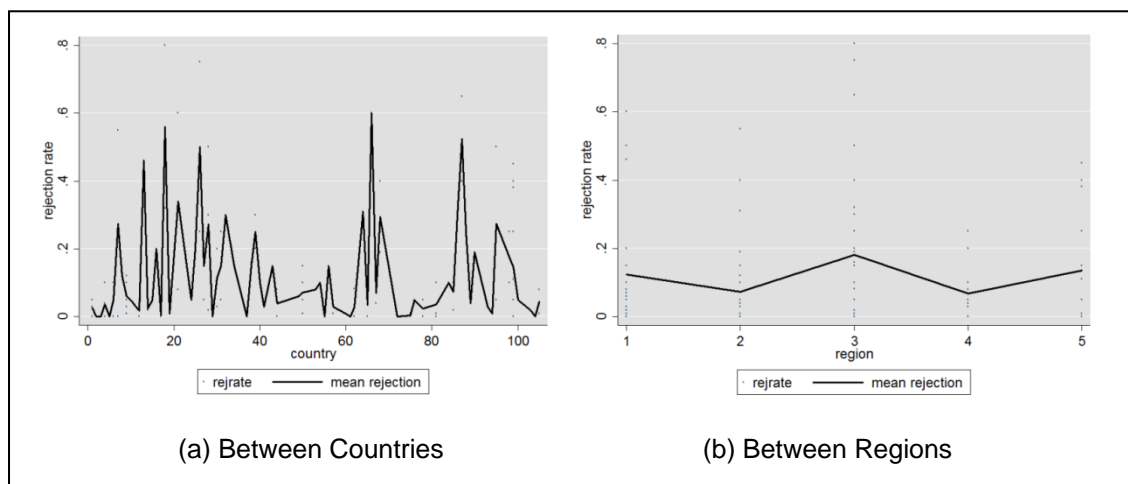 .8
.6
.4
.2
0
rejection rate
0 20 40 60 80 100
country
rejrate mean rejection
(a) Between Countries
.8
.6
.4
.2
0
rejection rate
1 2 3 4 5
region
rejrate mean rejection
(b) Between Regions